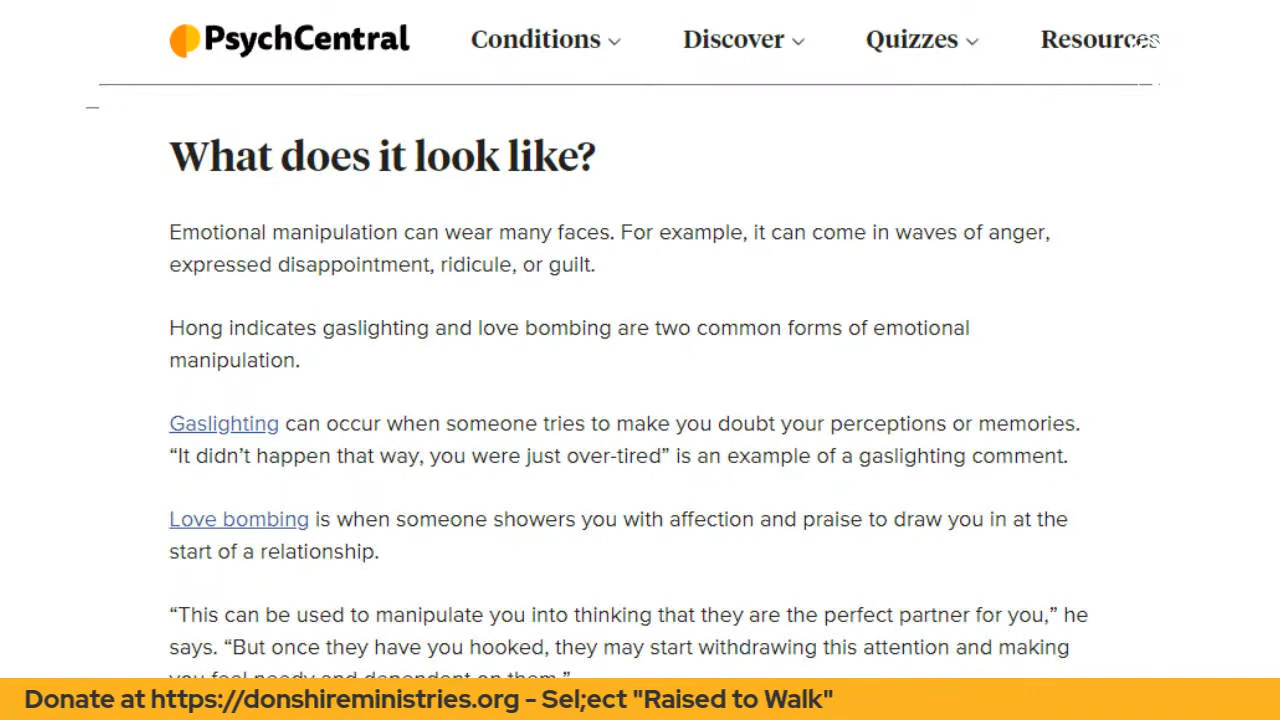 PsychCentral Conditions Discover Quizzes Resources
What does it look like?
Emotional manipulation can wear many faces. For example, it can come in waves of anger,
expressed disappointment, ridicule, or guilt.
Hong indicates gaslighting and love bombing are two common forms of emotional
manipulation.
Gaslighting can occur when someone tries to make you doubt your perceptions or memories.
“It didn’t happen that way, you were just over-tired” is an example of a gaslighting comment.
Love bombing is when someone showers you with affection and praise to draw you in at the
start of a relationship.
“This can be used to manipulate you into thinking that they are the perfect partner for you,” he
says. “But once they have you hooked, they may start withdrawing this attention and making
you feel needy and dependent on them.”
Donate at https://donshireministries.org - Sel;ect "Raised to Walk"